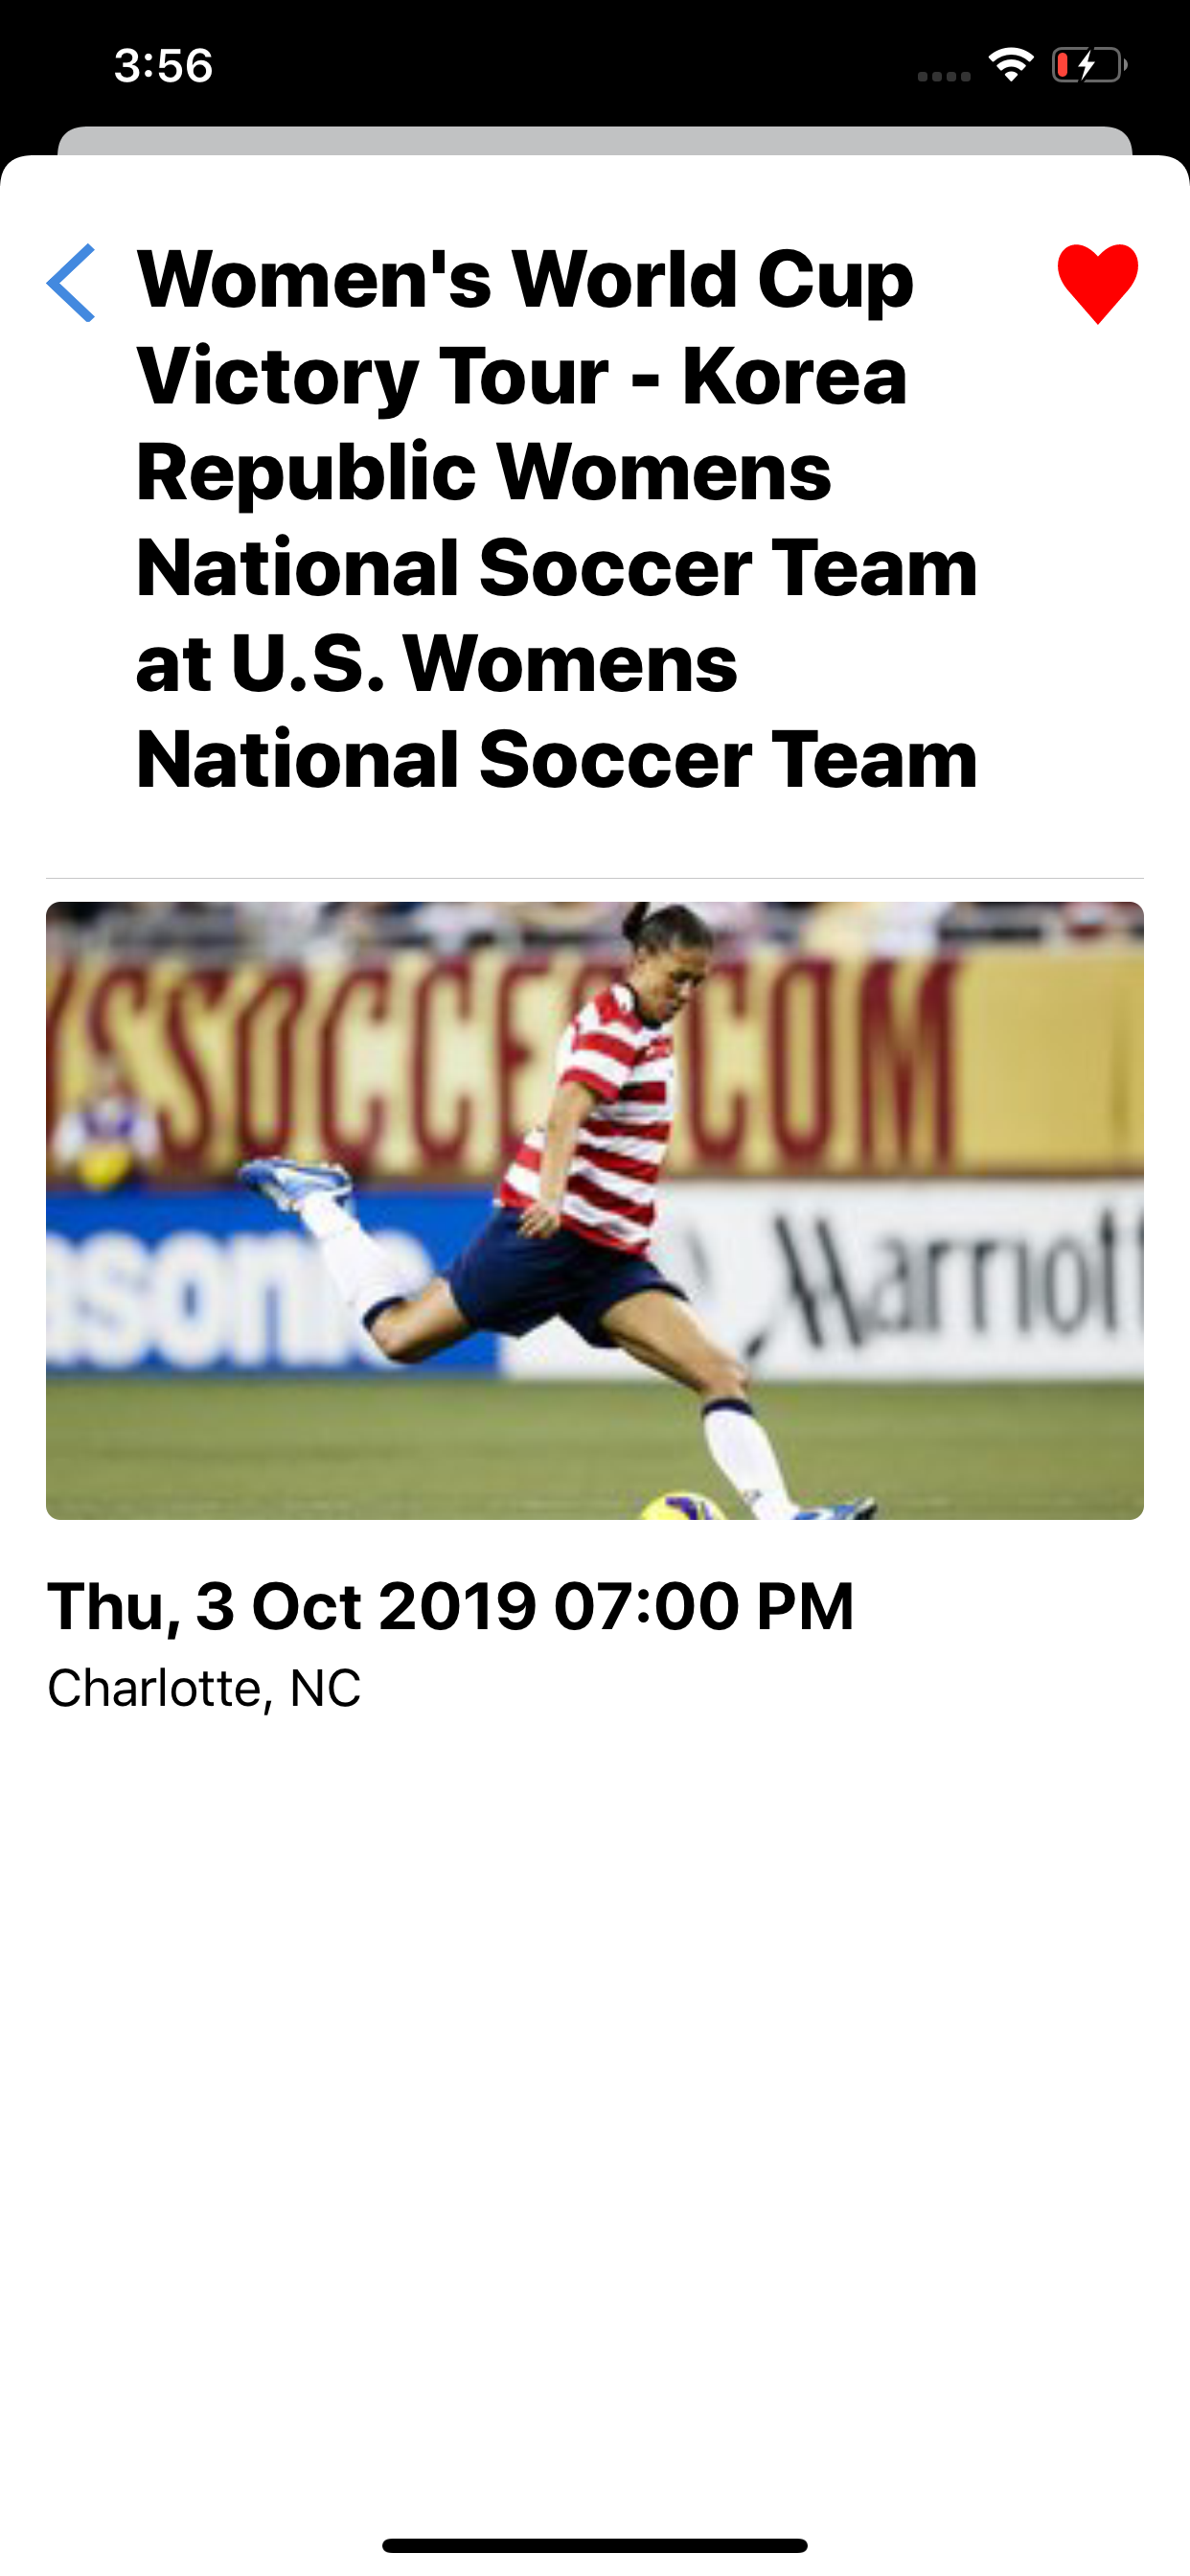 3:56
Women's World Cup
Victory Tour - Korea
Republic Womens
National Soccer Team
at U.S. Womens
National Soccer Team
SSOCCER.COM
asonic
Marriott
Thu, 3 Oct 2019 07:00 PM
Charlotte, NC